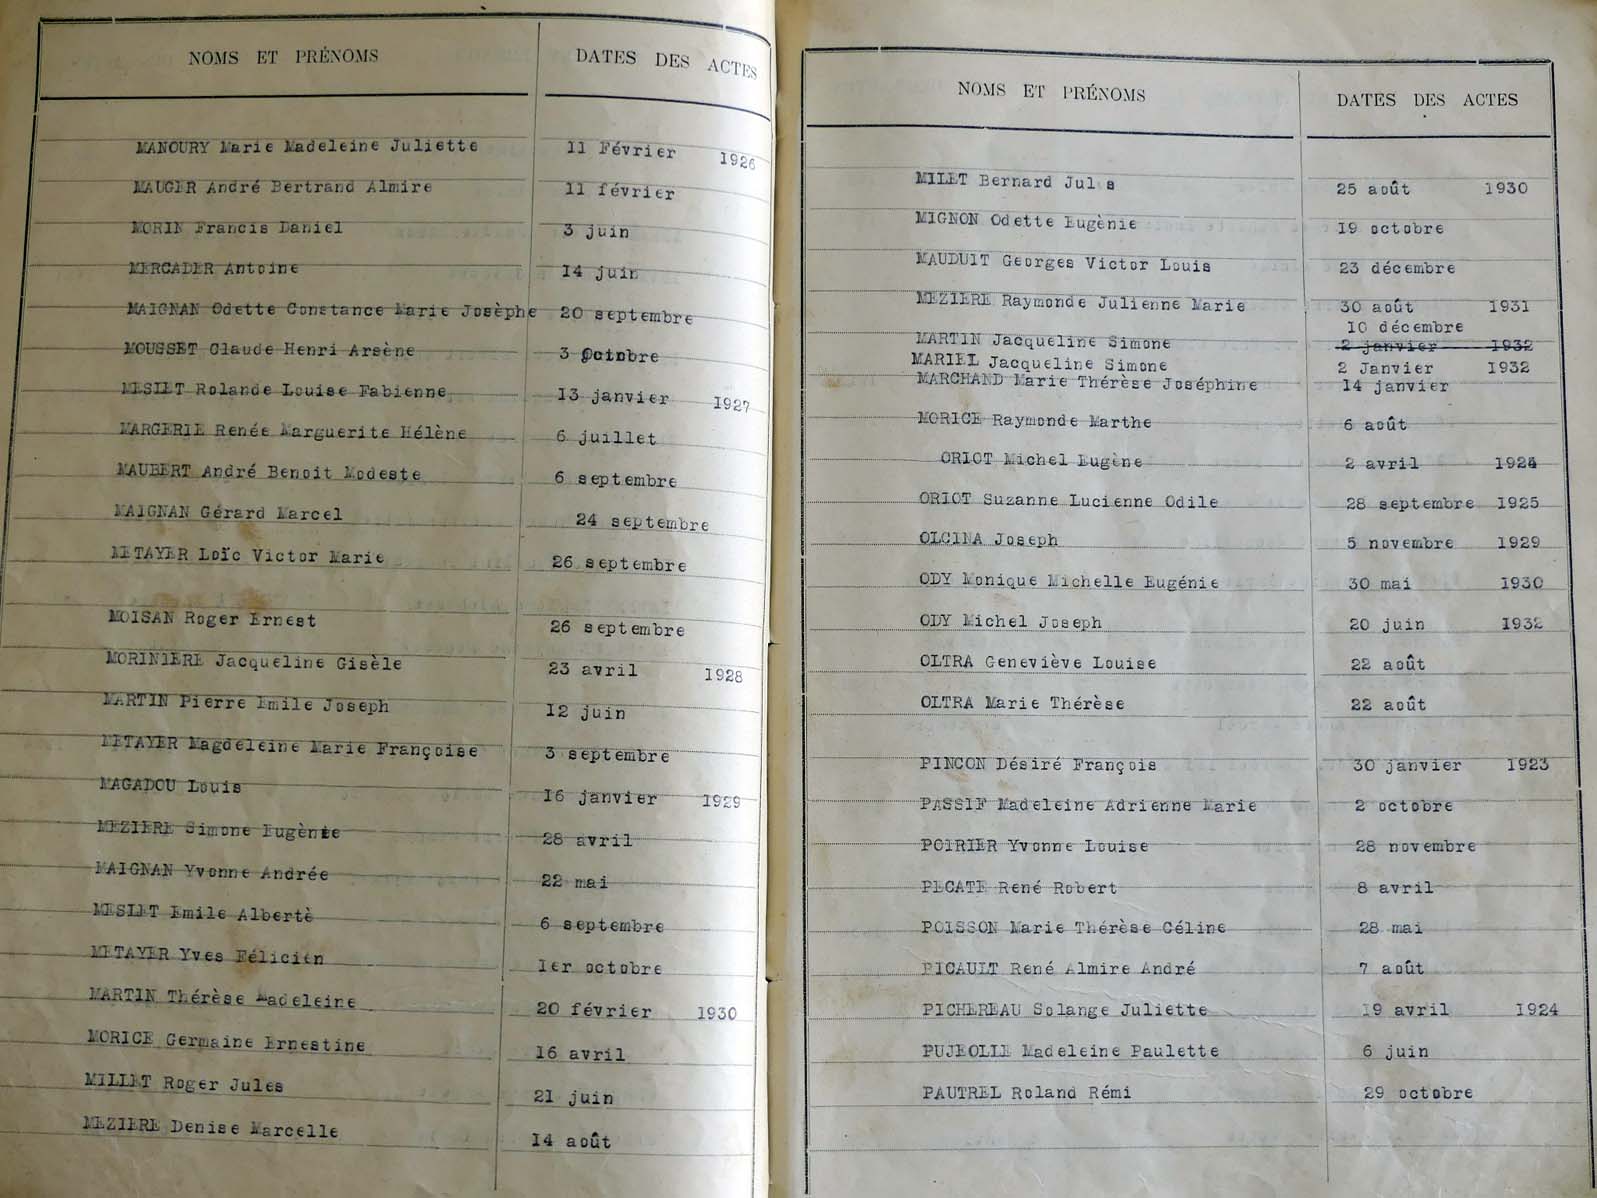 NOMS ET PRÉNOMS DATES DES ACTES
MANOURY Marie Madeleine Juliette 11 Février 1926
MAUGER André Bertrand Almire 11 février
MORIN Francis Daniel 3 juin
MERCADER Antoine 14 juin
MAIGNAN Odette Constance Marie Josèphe 20 septembre
MOUSSET Claude Henri Arsène 3 Octobre
MESLET Rolande Louise Fabienne 13 janvier 1927
MARGERIE Renée Marguerite Hélène 6 juillet
MAUBERT André Benoit Modeste 6 septembre
MAIGNAN Gérard Marcel 24 septembre
METAYER Loïc Victor Marie 26 septembre
MOISAN Roger Ernest 26 septembre
MORINIERE Jacqueline Gisèle 23 avril 1928
MARTIN Pierre Emile Joseph 12 juin
METAYER Magdeleine Marie Françoise 3 septembre
MAGADOU Louis 16 janvier 1929
MEZIERE Simone Eugènie 28 avril
MAIGNAN Yvonne Andrée 22 mai
MESLET Emile Albertè 6 septembre
METAYER Yves Félicien 1er octobre
MARTIN Thérèse Madeleine 20 février 1930
MORICE Germaine Ernestine 16 avril
MILLET Roger Jules 21 juin
MEZIERE Denise Marcelle 14 août
NOMS ET PRÉNOMS DATES DES ACTES
MILET Bernard Jules 25 août 1930
MIGNON Odette Eugènie 19 octobre
MAUDUIT Georges Victor Louis 23 décembre
MEZIERE Raymonde Julienne Marie 30 août 1931
10 décembre
MARTIN Jacqueline Simone 2 janvier 1932
MARIEL Jacqueline Simone 2 Janvier 1932
MARCHAND Marie Thérèse Joséphine 14 janvier
MORICE Raymonde Marthe 6 août
ORIOT Michel Eugène 2 avril 1924
ORIOT Suzanne Lucienne Odile 28 septembre 1925
OLCINA Joseph 5 novembre 1929
ODY Monique Michelle Eugénie 30 mai 1930
ODY Michel Joseph 20 juin 1932
OLTRA Geneviève Louise 22 août
OLTRA Marie Thérèse 22 août
PINCON Désiré François 30 janvier 1923
PASSIF Madeleine Adrienne Marie 2 octobre
POIRIER Yvonne Louise 28 novembre
PECATE René Robert 8 avril
POISSON Marie Thérèse Céline 28 mai
PICAULT René Almire André 7 août
PICHEREAU Solange Juliette 19 avril 1924
PUJEOLLE Madeleine Paulette 6 juin
PAUTREL Roland Rémi 29 octobre